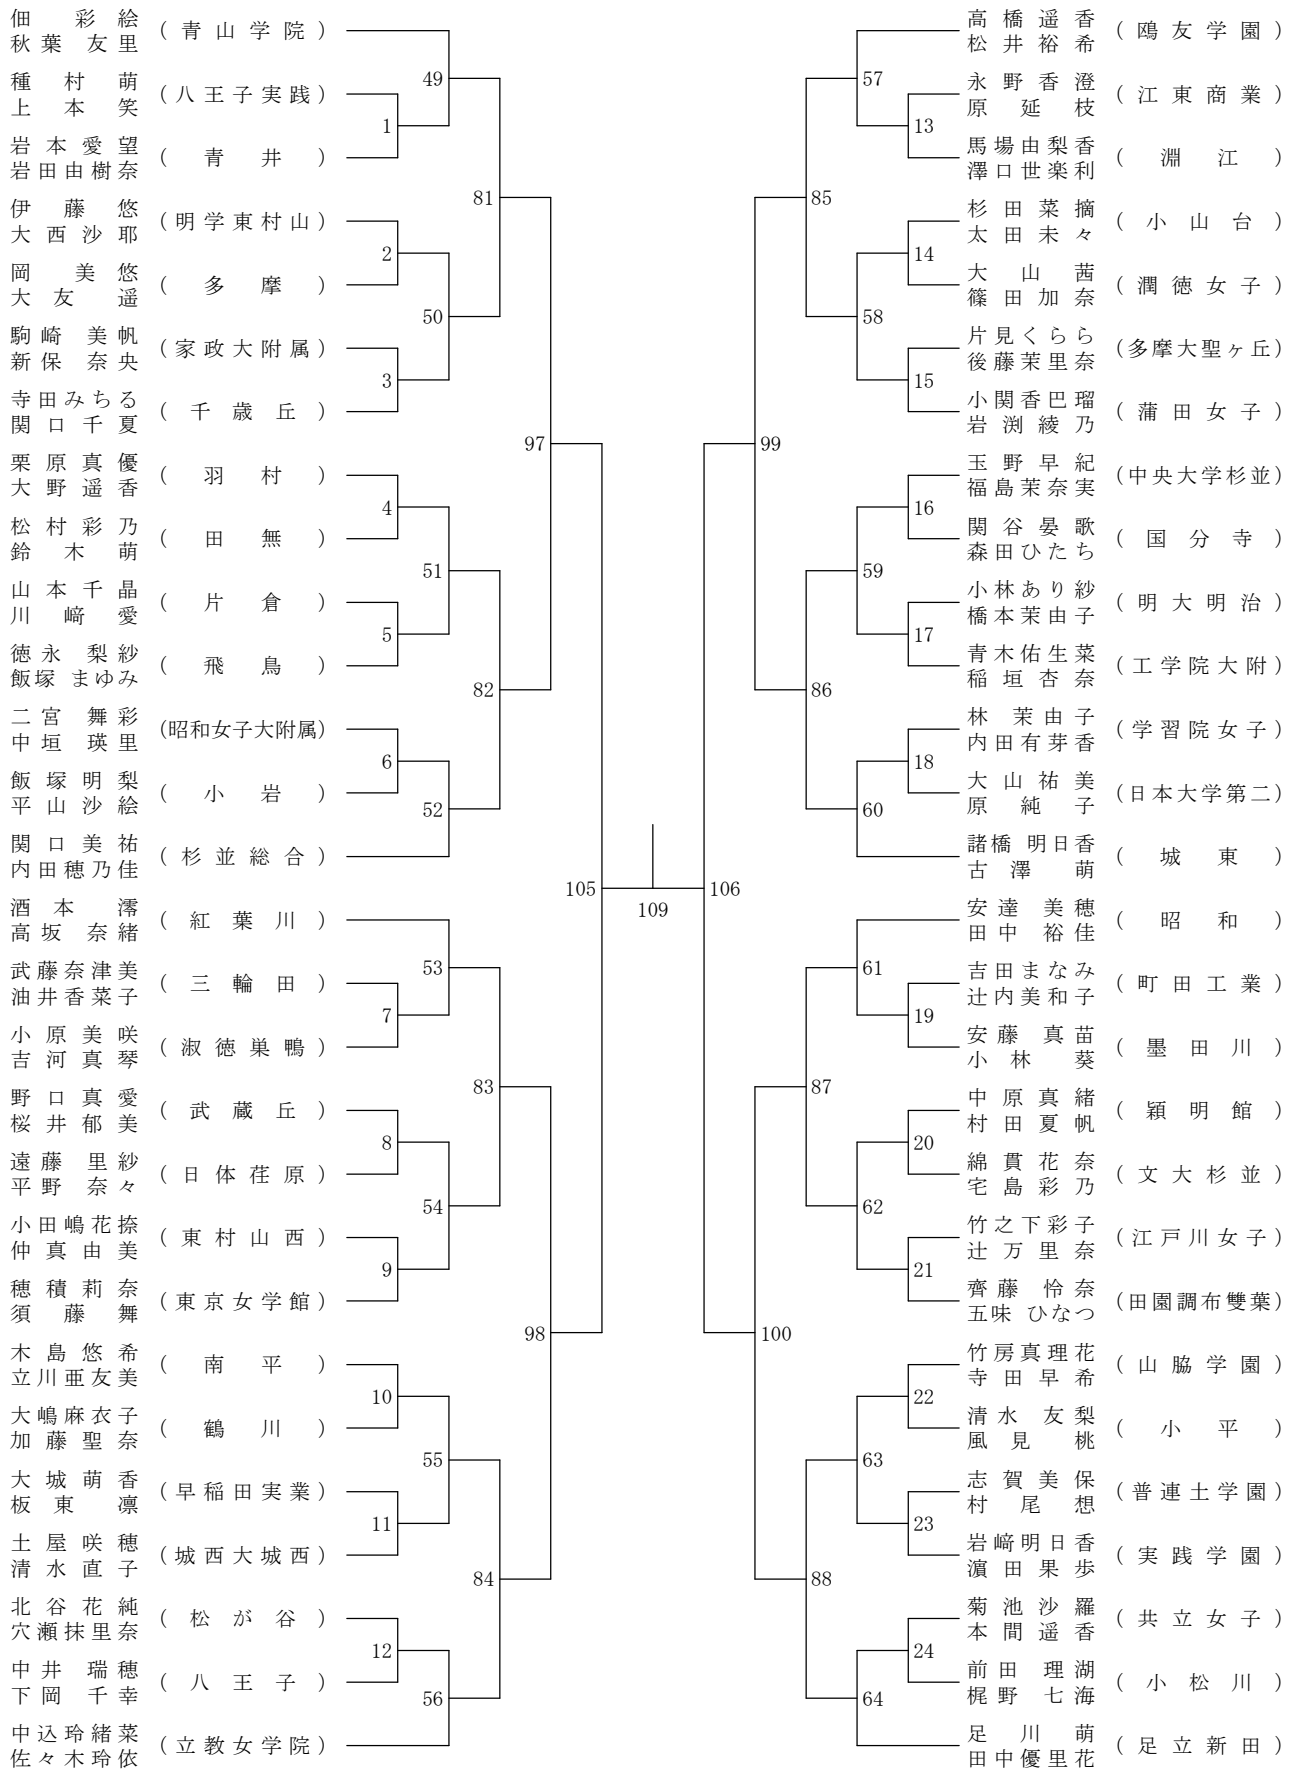 佃彩絵
秋葉友里
(青山学院)
種村萌
上本笑
(八王子実践)
岩本愛望
岩田由樹奈
(青井)
伊藤悠
大西沙耶
(明学東村山)
岡美悠
大友遥
(多摩)
駒崎美帆
新保奈央
(家政大附属)
寺田みちる
関口千夏
(千歳丘)
栗原真優
大野遥香
(羽村)
松村彩乃
鈴木萌
(田無)
山本千晶
川﨑愛
(片倉)
徳永梨紗
飯塚まゆみ
(飛鳥)
二宮舞彩
中垣瑛里
(昭和女子大附属)
飯塚明梨
平山沙絵
(小岩)
関口美祐
内田穂乃佳
(杉並総合)
酒本澪
高坂奈緒
(紅葉川)
武藤奈津美
油井香菜子
(三輪田)
小原美咲
吉河真琴
(淑徳巣鴨)
野口真愛
桜井郁美
(武蔵丘)
遠藤里紗
平野奈々
(日体荏原)
小田嶋花捺
仲真由美
(東村山西)
穂積莉奈
須藤舞
(東京女学館)
木島悠希
立川亜友美
(南平)
大嶋麻衣子
加藤聖奈
(鶴川)
大城萌香
板東凛
(早稲田実業)
土屋咲穂
清水直子
(城西大城西)
北谷花純
穴瀬抹里奈
(松が谷)
中井瑞穂
下岡千幸
(八王子)
中込玲緒菜
佐々木玲依
(立教女学院)
1
2
3
4
5
6
7
8
9
10
11
12
49
50
51
52
53
54
55
56
81
82
83
84
97
98
105
109
106
99
100
85
86
87
88
57
58
59
60
61
62
63
64
13
14
15
16
17
18
19
20
21
22
23
24
高橋遥香
松井裕希
(鴎友学園)
永野香澄
原延枝
(江東商業)
馬場由梨香
澤口世楽利
(淵江)
杉田菜摘
太田未々
(小山台)
大山茜
篠田加奈
(潤徳女子)
片見くらら
後藤茉里奈
(多摩大聖ヶ丘)
小関香巴瑠
岩渕綾乃
(蒲田女子)
玉野早紀
福島茉奈実
(中央大学杉並)
関谷晏歌
森田ひたち
(国分寺)
小林あり紗
橋本茉由子
(明大明治)
青木佑生菜
稲垣杏奈
(工学院大附)
林茉由子
内田有芽香
(学習院女子)
大山祐美
原純子
(日本大学第二)
諸橋明日香
古澤萌
(城東)
安達美穂
田中裕佳
(昭和)
吉田まなみ
辻内美和子
(町田工業)
安藤真苗
小林葵
(墨田川)
中原真緒
村田夏帆
(穎明館)
綿貫花奈
宅島彩乃
(文大杉並)
竹之下彩子
辻万里奈
(江戸川女子)
齊藤怜奈
五味ひなつ
(田園調布雙葉)
竹房真理花
寺田早希
(山脇学園)
清水友梨
風見桃
(小平)
志賀美保
村尾想
(普連土学園)
岩﨑明日香
濵田果歩
(実践学園)
菊池沙羅
本間遥香
(共立女子)
前田理湖
梶野七海
(小松川)
足川萌
田中優里花
(足立新田)